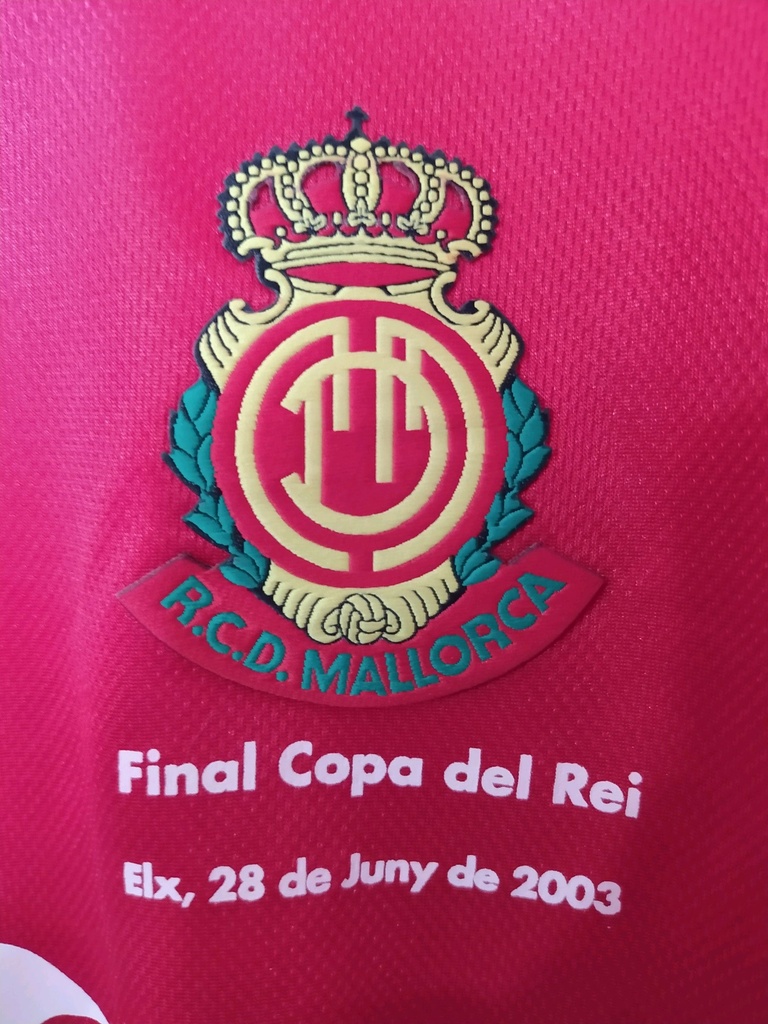 R.C.D. MALLORCA
Final Copa del Rei
Elx, 28 de Juny de 2003